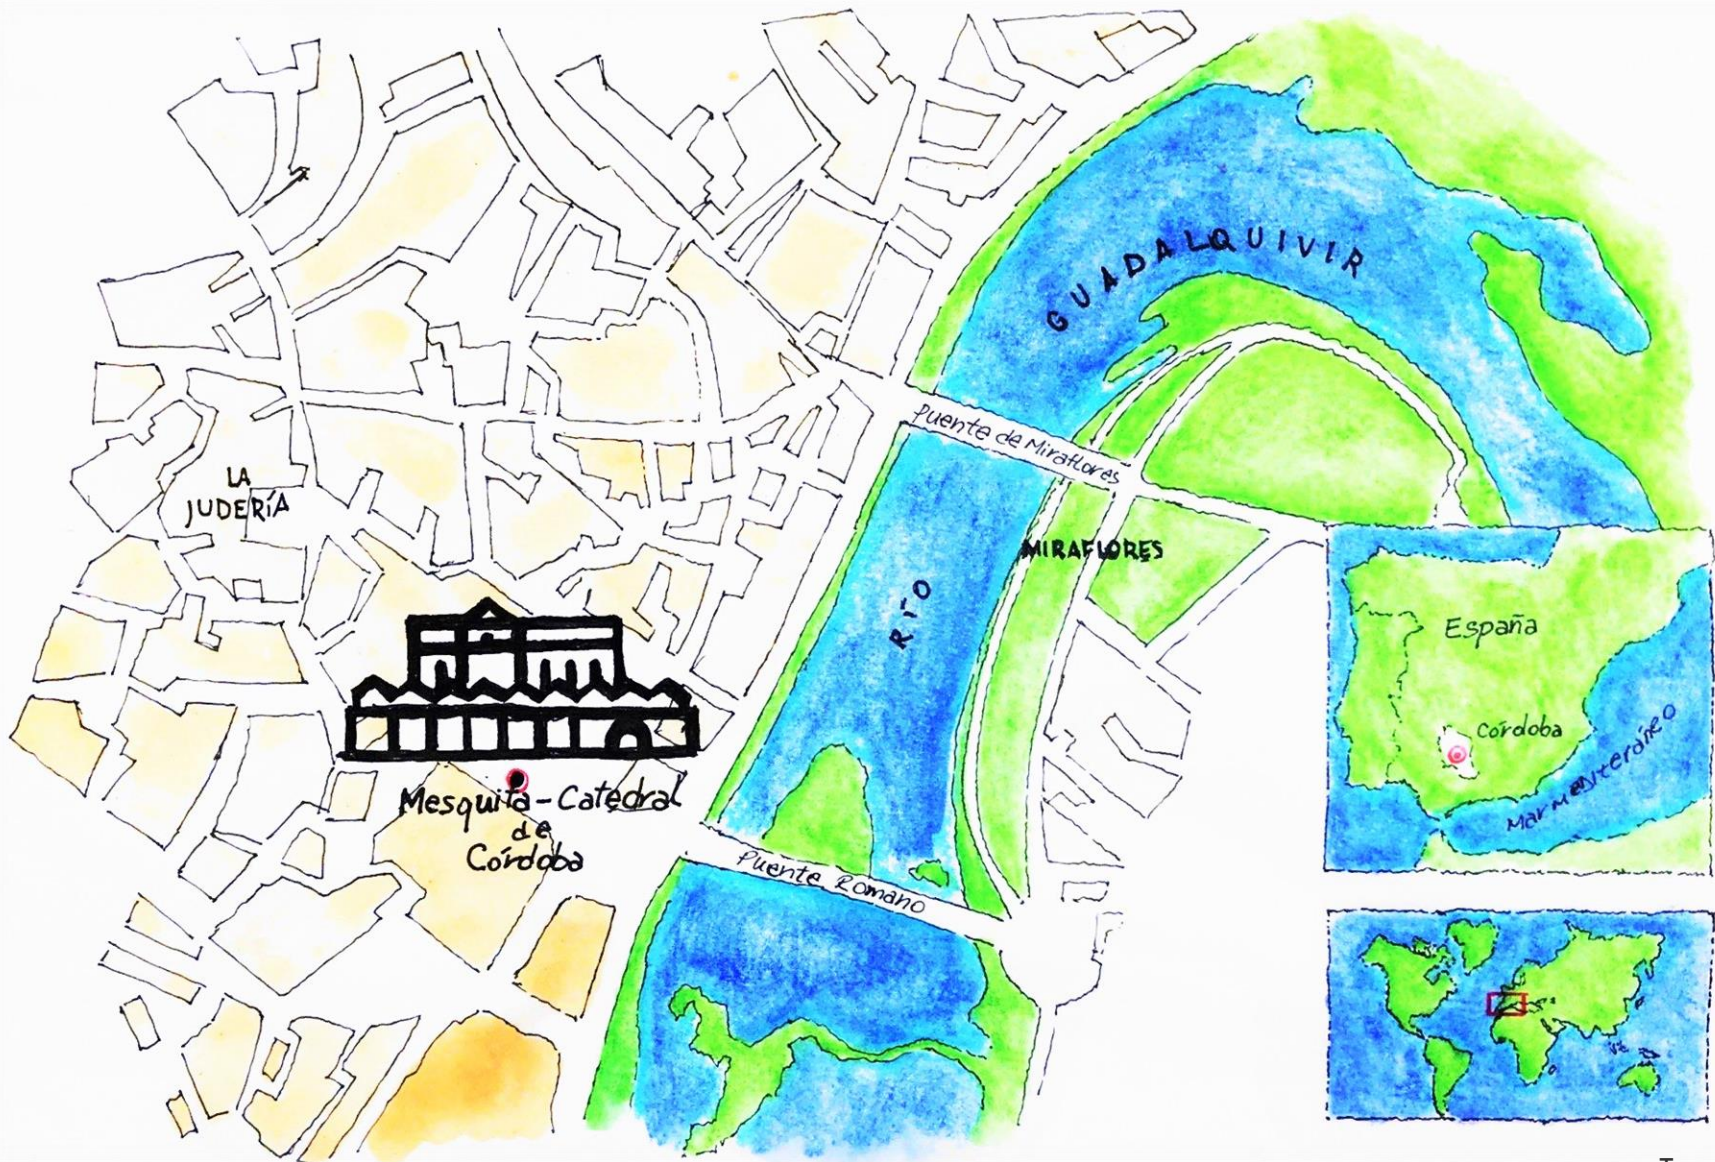 GUADALQUIVIR
Puente de Miraflores
LA
JUDERÍA
MIRAFLORES
RÍO
España
Córdoba
Mar Mediterráneo
Mesquita-Catedral
de
Córdoba
Puente Romano